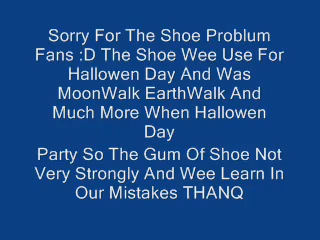 Sorry For The Shoe Problum
Fans :D The Shoe Wee Use For
Hallowen Day And Was
MoonWalk EarthWalk And
Much More When Hallowen
Day
Party So The Gum Of Shoe Not
Very Strongly And Wee Learn In
Our Mistakes THANQ